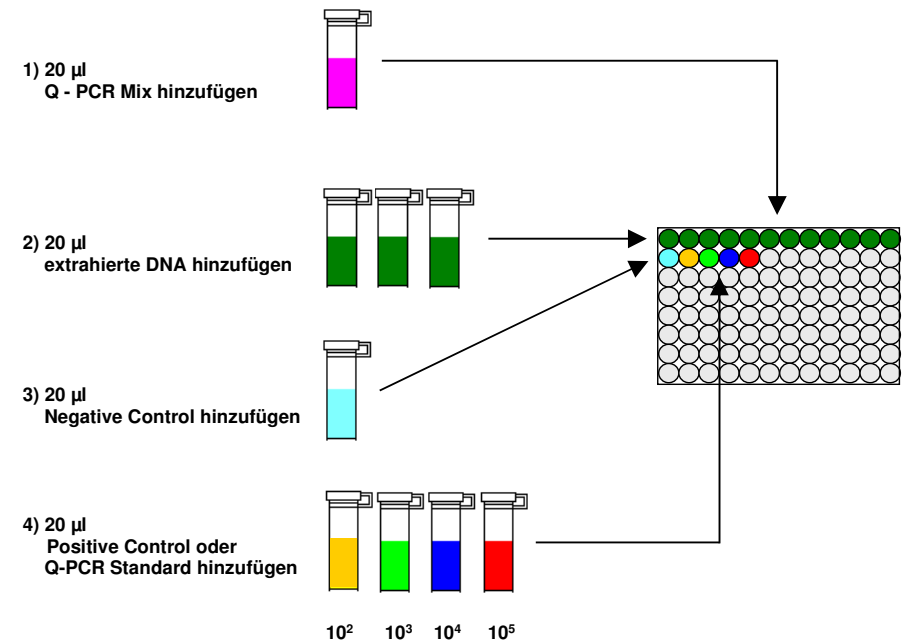 1) 20 µl
Q - PCR Mix hinzufügen
2) 20 µl
extrahierte DNA hinzufügen
3) 20 µl
Negative Control hinzufügen
4) 20 µl
Positive Control oder
Q-PCR Standard hinzufügen
10² 10³ 10⁴ 10⁵